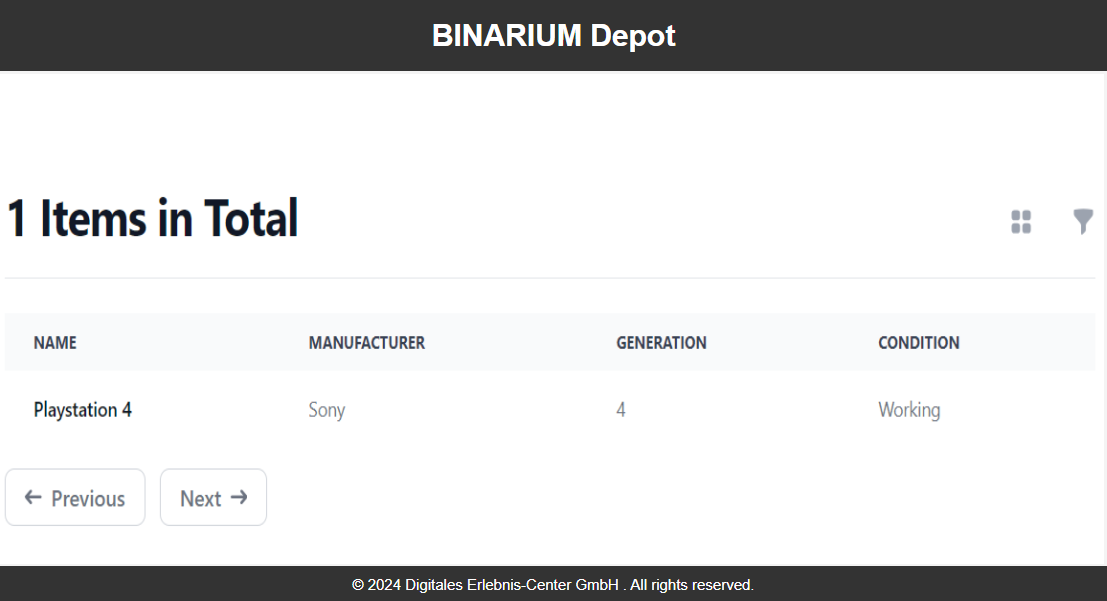 BINARIUM Depot
1 Items in Total
NAME MANUFACTURER GENERATION CONDITION
Playstation 4 Sony 4 Working
Previous Next
© 2024 Digitales Erlebnis-Center GmbH . All rights reserved.